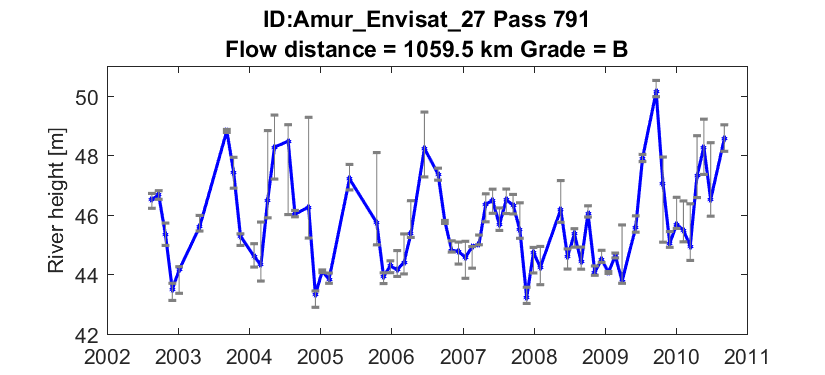 ID:Amur_Envisat_27 Pass 791
Flow distance = 1059.5 km Grade = B
River height [m]
50
48
46
44
42
2002 2003 2004 2005 2006 2007 2008 2009 2010 2011